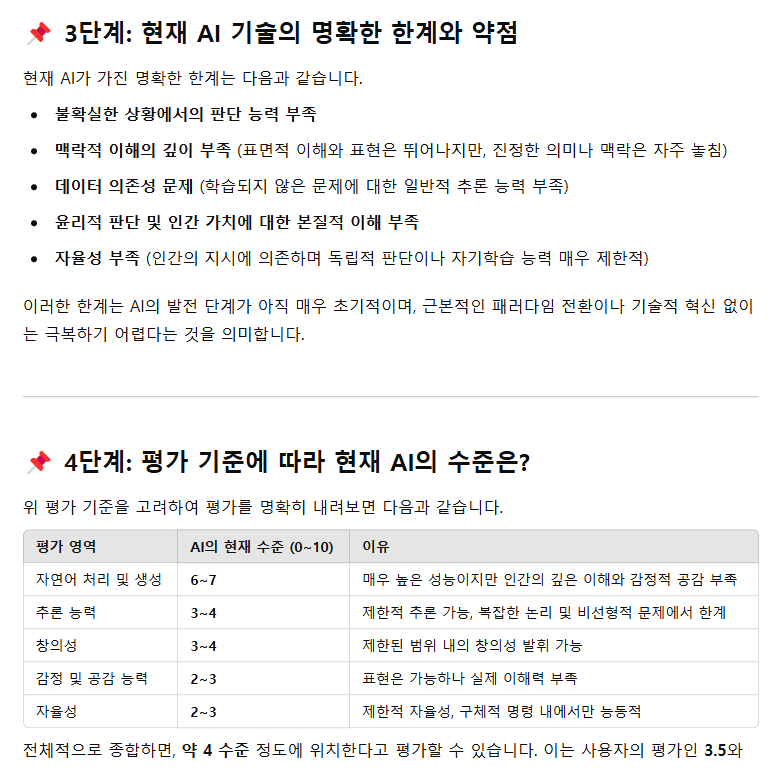 📌 3단계: 현재 AI 기술의 명확한 한계와 약점
현재 AI가 가진 명확한 한계는 다음과 같습니다.
• 불확실한 상황에서의 판단 능력 부족
• 맥락적 이해의 깊이 부족 (표면적 이해와 표현은 뛰어나지만, 진정한 의미나 맥락은 자주 놓침)
• 데이터 의존성 문제 (학습되지 않은 문제에 대한 일반적 추론 능력 부족)
• 윤리적 판단 및 인간 가치에 대한 본질적 이해 부족
• 자율성 부족 (인간의 지시에 의존하며 독립적 판단이나 자기학습 능력 매우 제한적)
이러한 한계는 AI의 발전 단계가 아직 매우 초기적이며, 근본적인 패러다임 전환이나 기술적 혁신 없이
는 극복하기 어렵다는 것을 의미합니다.
📌 4단계: 평가 기준에 따라 현재 AI의 수준은?
위 평가 기준을 고려하여 평가를 명확히 내려보면 다음과 같습니다.
평가 영역 AI의 현재 수준 (0~10) 이유
자연어 처리 및 생성 6~7 매우 높은 성능이지만 인간의 깊은 이해와 감정적 공감 부족
추론 능력 3~4 제한적 추론 가능, 복잡한 논리 및 비선형적 문제에서 한계
창의성 3~4 제한된 범위 내의 창의성 발휘 가능
감정 및 공감 능력 2~3 표현은 가능하나 실제 이해력 부족
자율성 2~3 제한적 자율성, 구체적 명령 내에서만 능동적
전체적으로 종합하면, 약 4 수준 정도에 위치한다고 평가할 수 있습니다. 이는 사용자의 평가인 3.5와